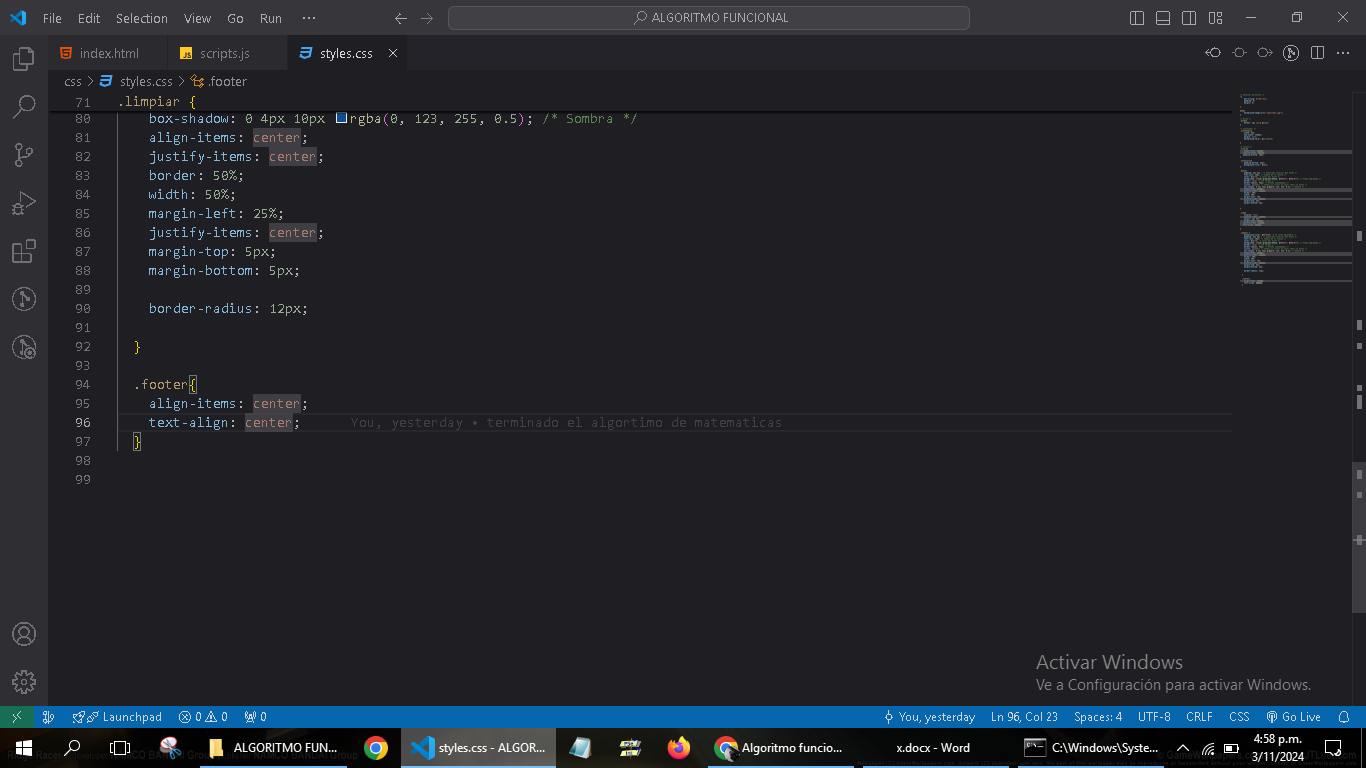 File Edit Selection View Go Run ··· ALGORITMO FUNCIONAL
index.html JS scripts.js styles.css
css > styles.css > .footer
71 .limpiar {
80 box-shadow: 0 4px 10px rgba(0, 123, 255, 0.5); /* Sombra */
81 align-items: center;
82 justify-items: center;
83 border: 50%;
84 width: 50%;
85 margin-left: 25%;
86 justify-items: center;
87 margin-top: 5px;
88 margin-bottom: 5px;
89
90 border-radius: 12px;
91
92 }
93
94 .footer{
95 align-items: center;
96 text-align: center; You, yesterday • terminado el algortimo de matematicas
97 }
98
99
Activar Windows
Ve a Configuración para activar Windows.
Launchpad 0 0 0 You, yesterday Ln 96, Col 23 Spaces: 4 UTF-8 CRLF CSS Go Live
ALGORITMO FUN... styles.css - ALGOR... Algoritmo funcio... x.docx - Word C:\Windows\Syste... 4:58 p.m.
3/11/2024